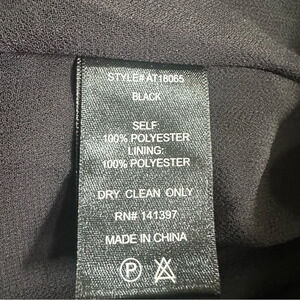 STYLE# AT18065
BLACK
SELF:
100% POLYESTER
LINING:
100% POLYESTER
DRY CLEAN ONLY
RN# 141397
MADE IN CHINA
P